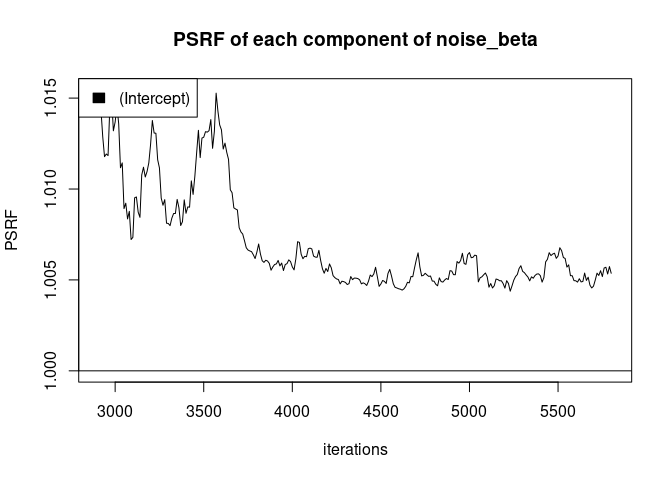 PSRF of each component of noise_beta
(Intercept)
PSRF
1.015
1.010
1.005
1.000
3000 3500 4000 4500 5000 5500
iterations